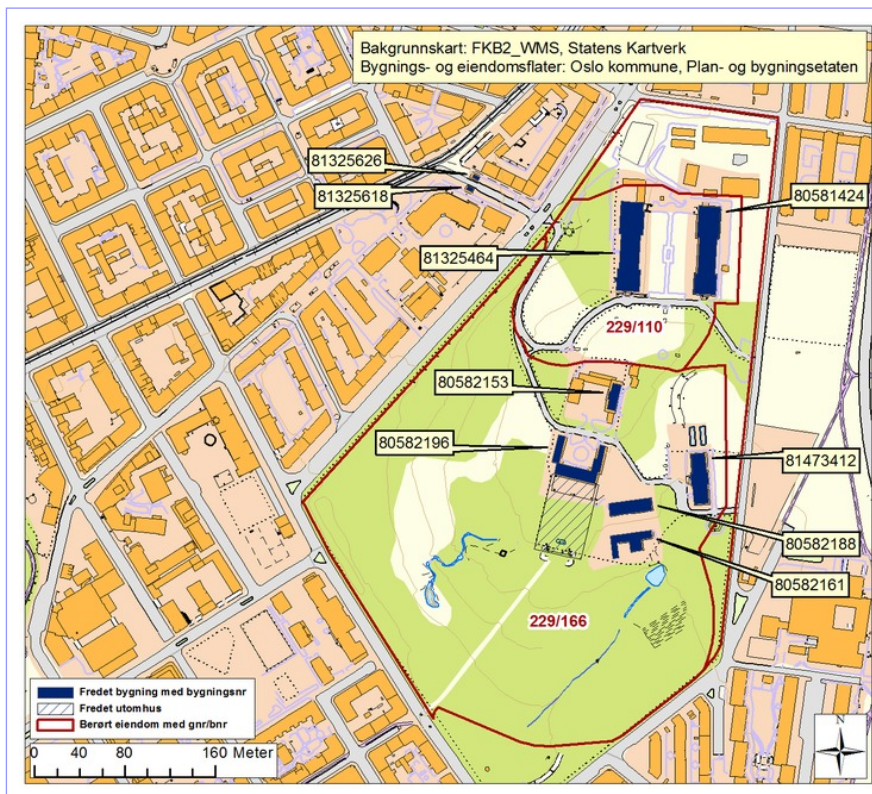 Bakgrunnskart: FKB2_WMS, Statens Kartverk
Bygnings- og eiendomsflater: Oslo kommune, Plan- og bygningsetaten
81325626
81325618
80581424
81325464
229/110
80582153
80582196
81473412
80582188
80582161
229/166
Fredet bygning med bygningsnr
Fredet utomhus
Berørt eiendom med gnr/bnr
0 40 80 160 Meter
N